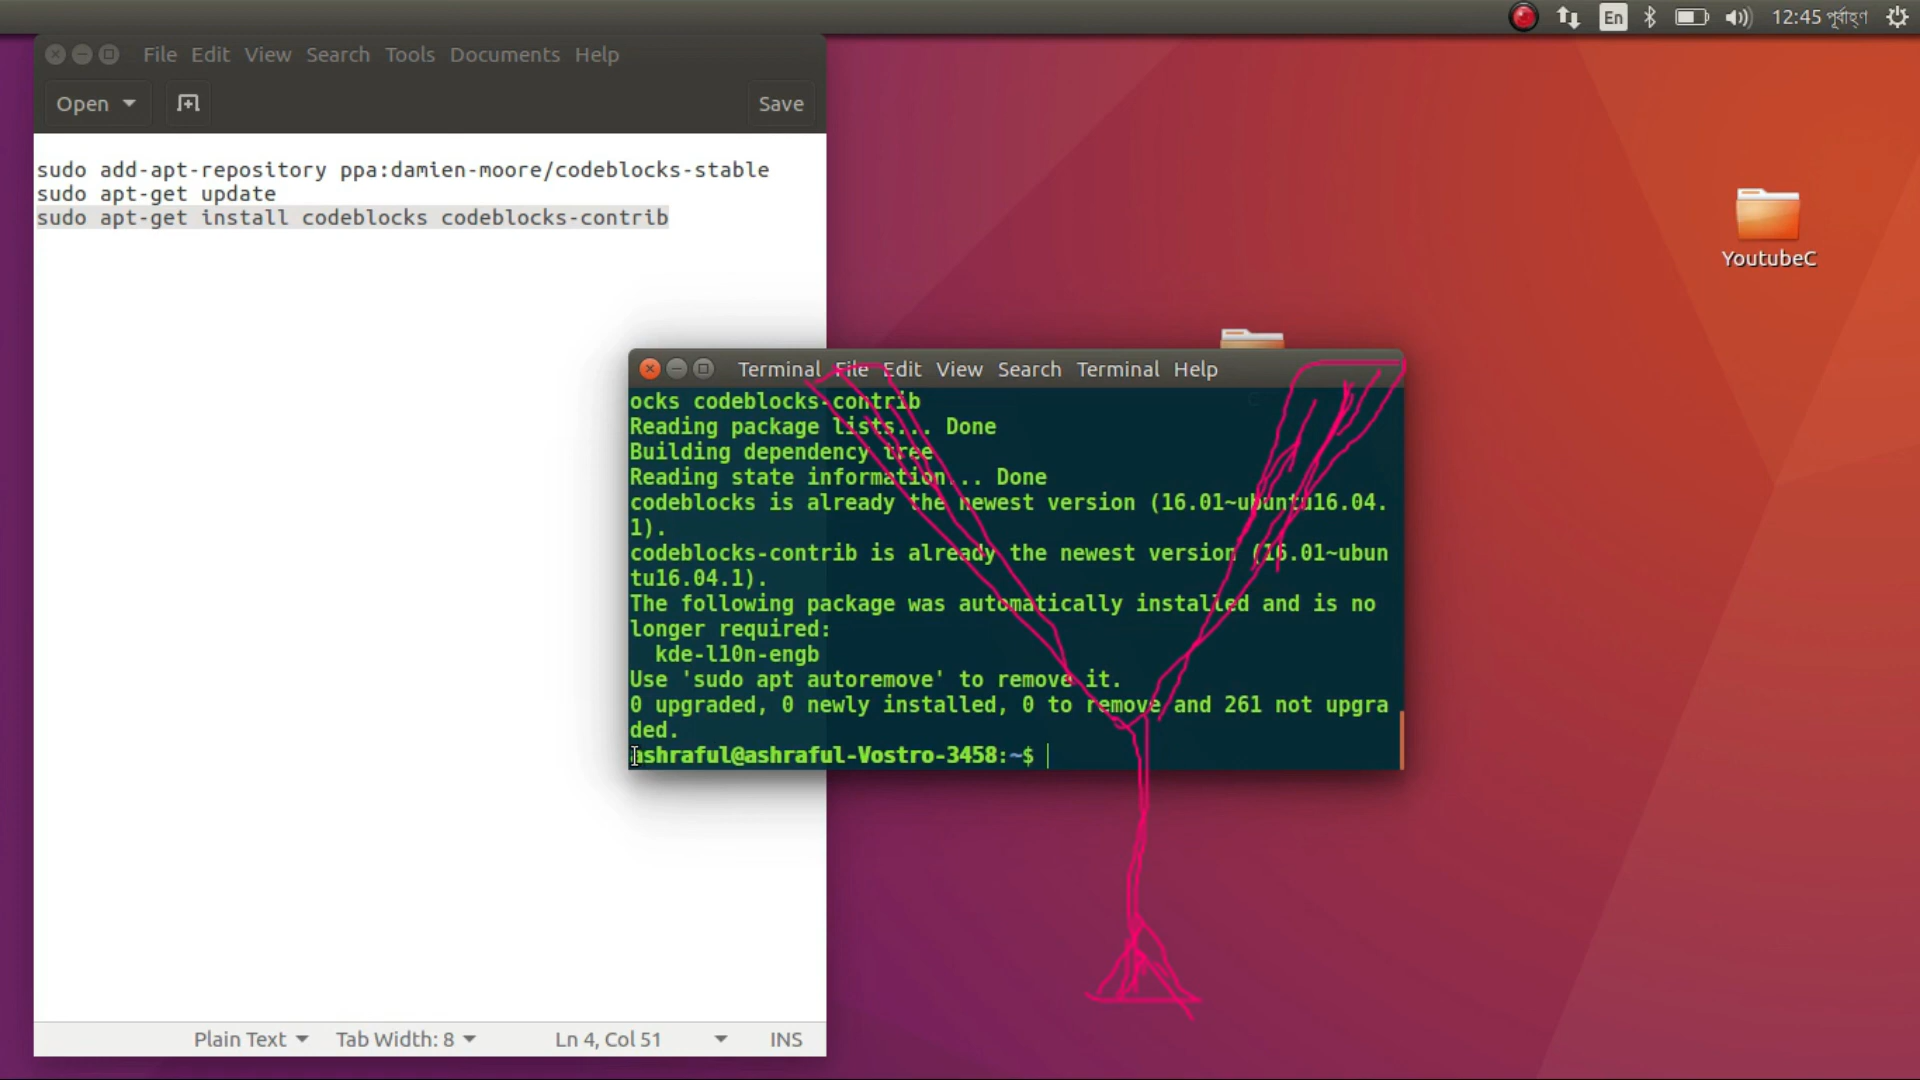 En
12:45 পূর্বাহ্ণ
File Edit View Search Tools Documents Help
Open
Save
sudo add-apt-repository ppa:damien-moore/codeblocks-stable
sudo apt-get update
sudo apt-get install codeblocks codeblocks-contrib
YoutubeC
Terminal File Edit View Search Terminal Help
ocks codeblocks-contrib
Reading package lists... Done
Building dependency tree
Reading state information... Done
codeblocks is already the newest version (16.01~ubuntu16.04.
1).
codeblocks-contrib is already the newest version (16.01~ubun
tu16.04.1).
The following package was automatically installed and is no
longer required:
kde-l10n-engb
Use 'sudo apt autoremove' to remove it.
0 upgraded, 0 newly installed, 0 to remove and 261 not upgra
ded.
ashraful@ashraful-Vostro-3458:~$
Plain Text Tab Width: 8 Ln 4, Col 51 INS